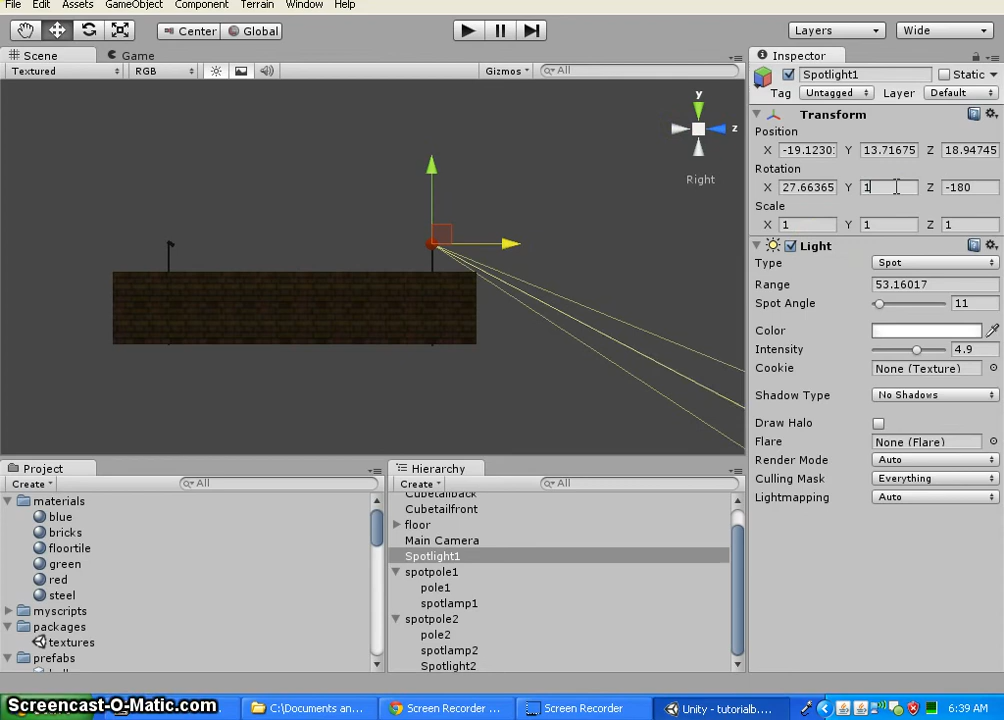 File Edit Assets GameObject Component Terrain Window Help
Center Global Layers Wide
Scene Game Inspector
Textured RGB Gizmos All
Spotlight1 Static
Tag Untagged Layer Default
Transform
Position
X -19.1230 Y 13.71675 Z 18.94745
Rotation
X 27.66365 Y 1 Z -180
Scale
X 1 Y 1 Z 1
Light
Type Spot
Range 53.16017
Spot Angle 11
Color
Intensity 4.9
Cookie None (Texture)
Shadow Type No Shadows
Draw Halo
Flare None (Flare)
Render Mode Auto
Culling Mask Everything
Lightmapping Auto
y
z
Right
Project
Create All
materials
blue
bricks
floortile
green
red
steel
myscripts
packages
textures
prefabs
Hierarchy
Create All
Cubetailback
Cubetailfront
floor
Main Camera
Spotlight1
spotpole1
pole1
spotlamp1
spotpole2
pole2
spotlamp2
Spotlight2
Screencast-O-Matic.com
C:\Documents an...
Screen Recorder ...
Screen Recorder
Unity - tutorialb...
6:39 AM